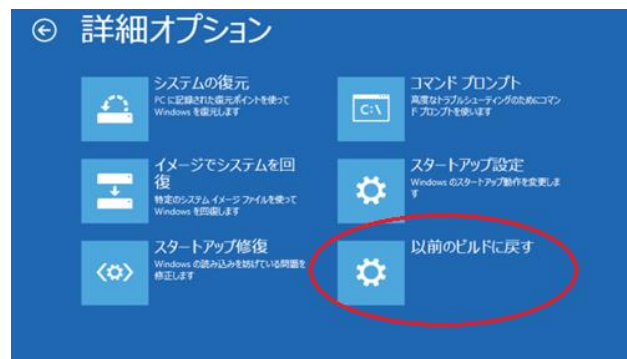 詳細オプション
システムの復元
PC に記録された復元ポイントを使って
Windows を復元します
イメージでシステムを回
復
特定のシステム イメージ ファイルを使って
Windows を回復します
スタートアップ修復
Windows の読み込みを妨げている問題を
修正します
C:\
コマンド プロンプト
高度なトラブルシューティングのためにコマン
ド プロンプトを使います
スタートアップ設定
Windows のスタートアップ動作を変更しま
す
以前のビルドに戻す